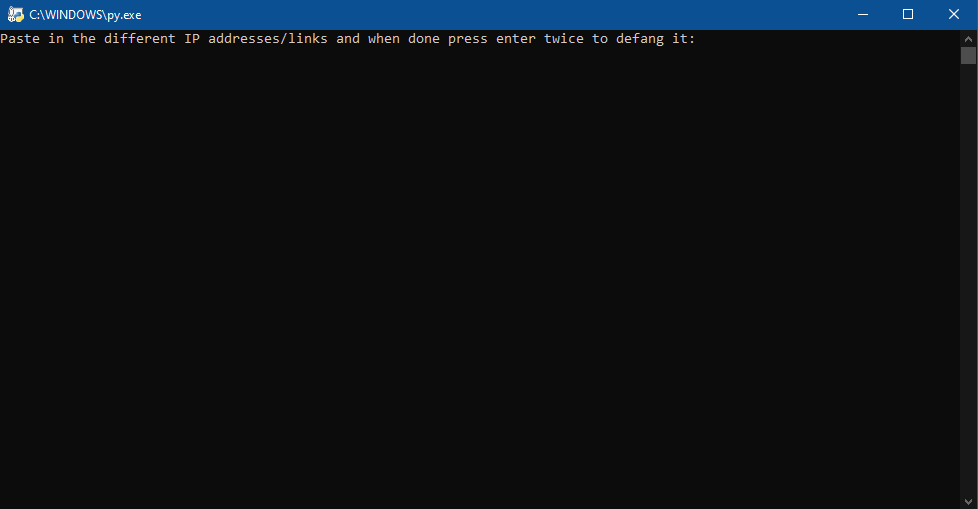 C:\WINDOWS\py.exe
Paste in the different IP addresses/links and when done press enter twice to defang it: